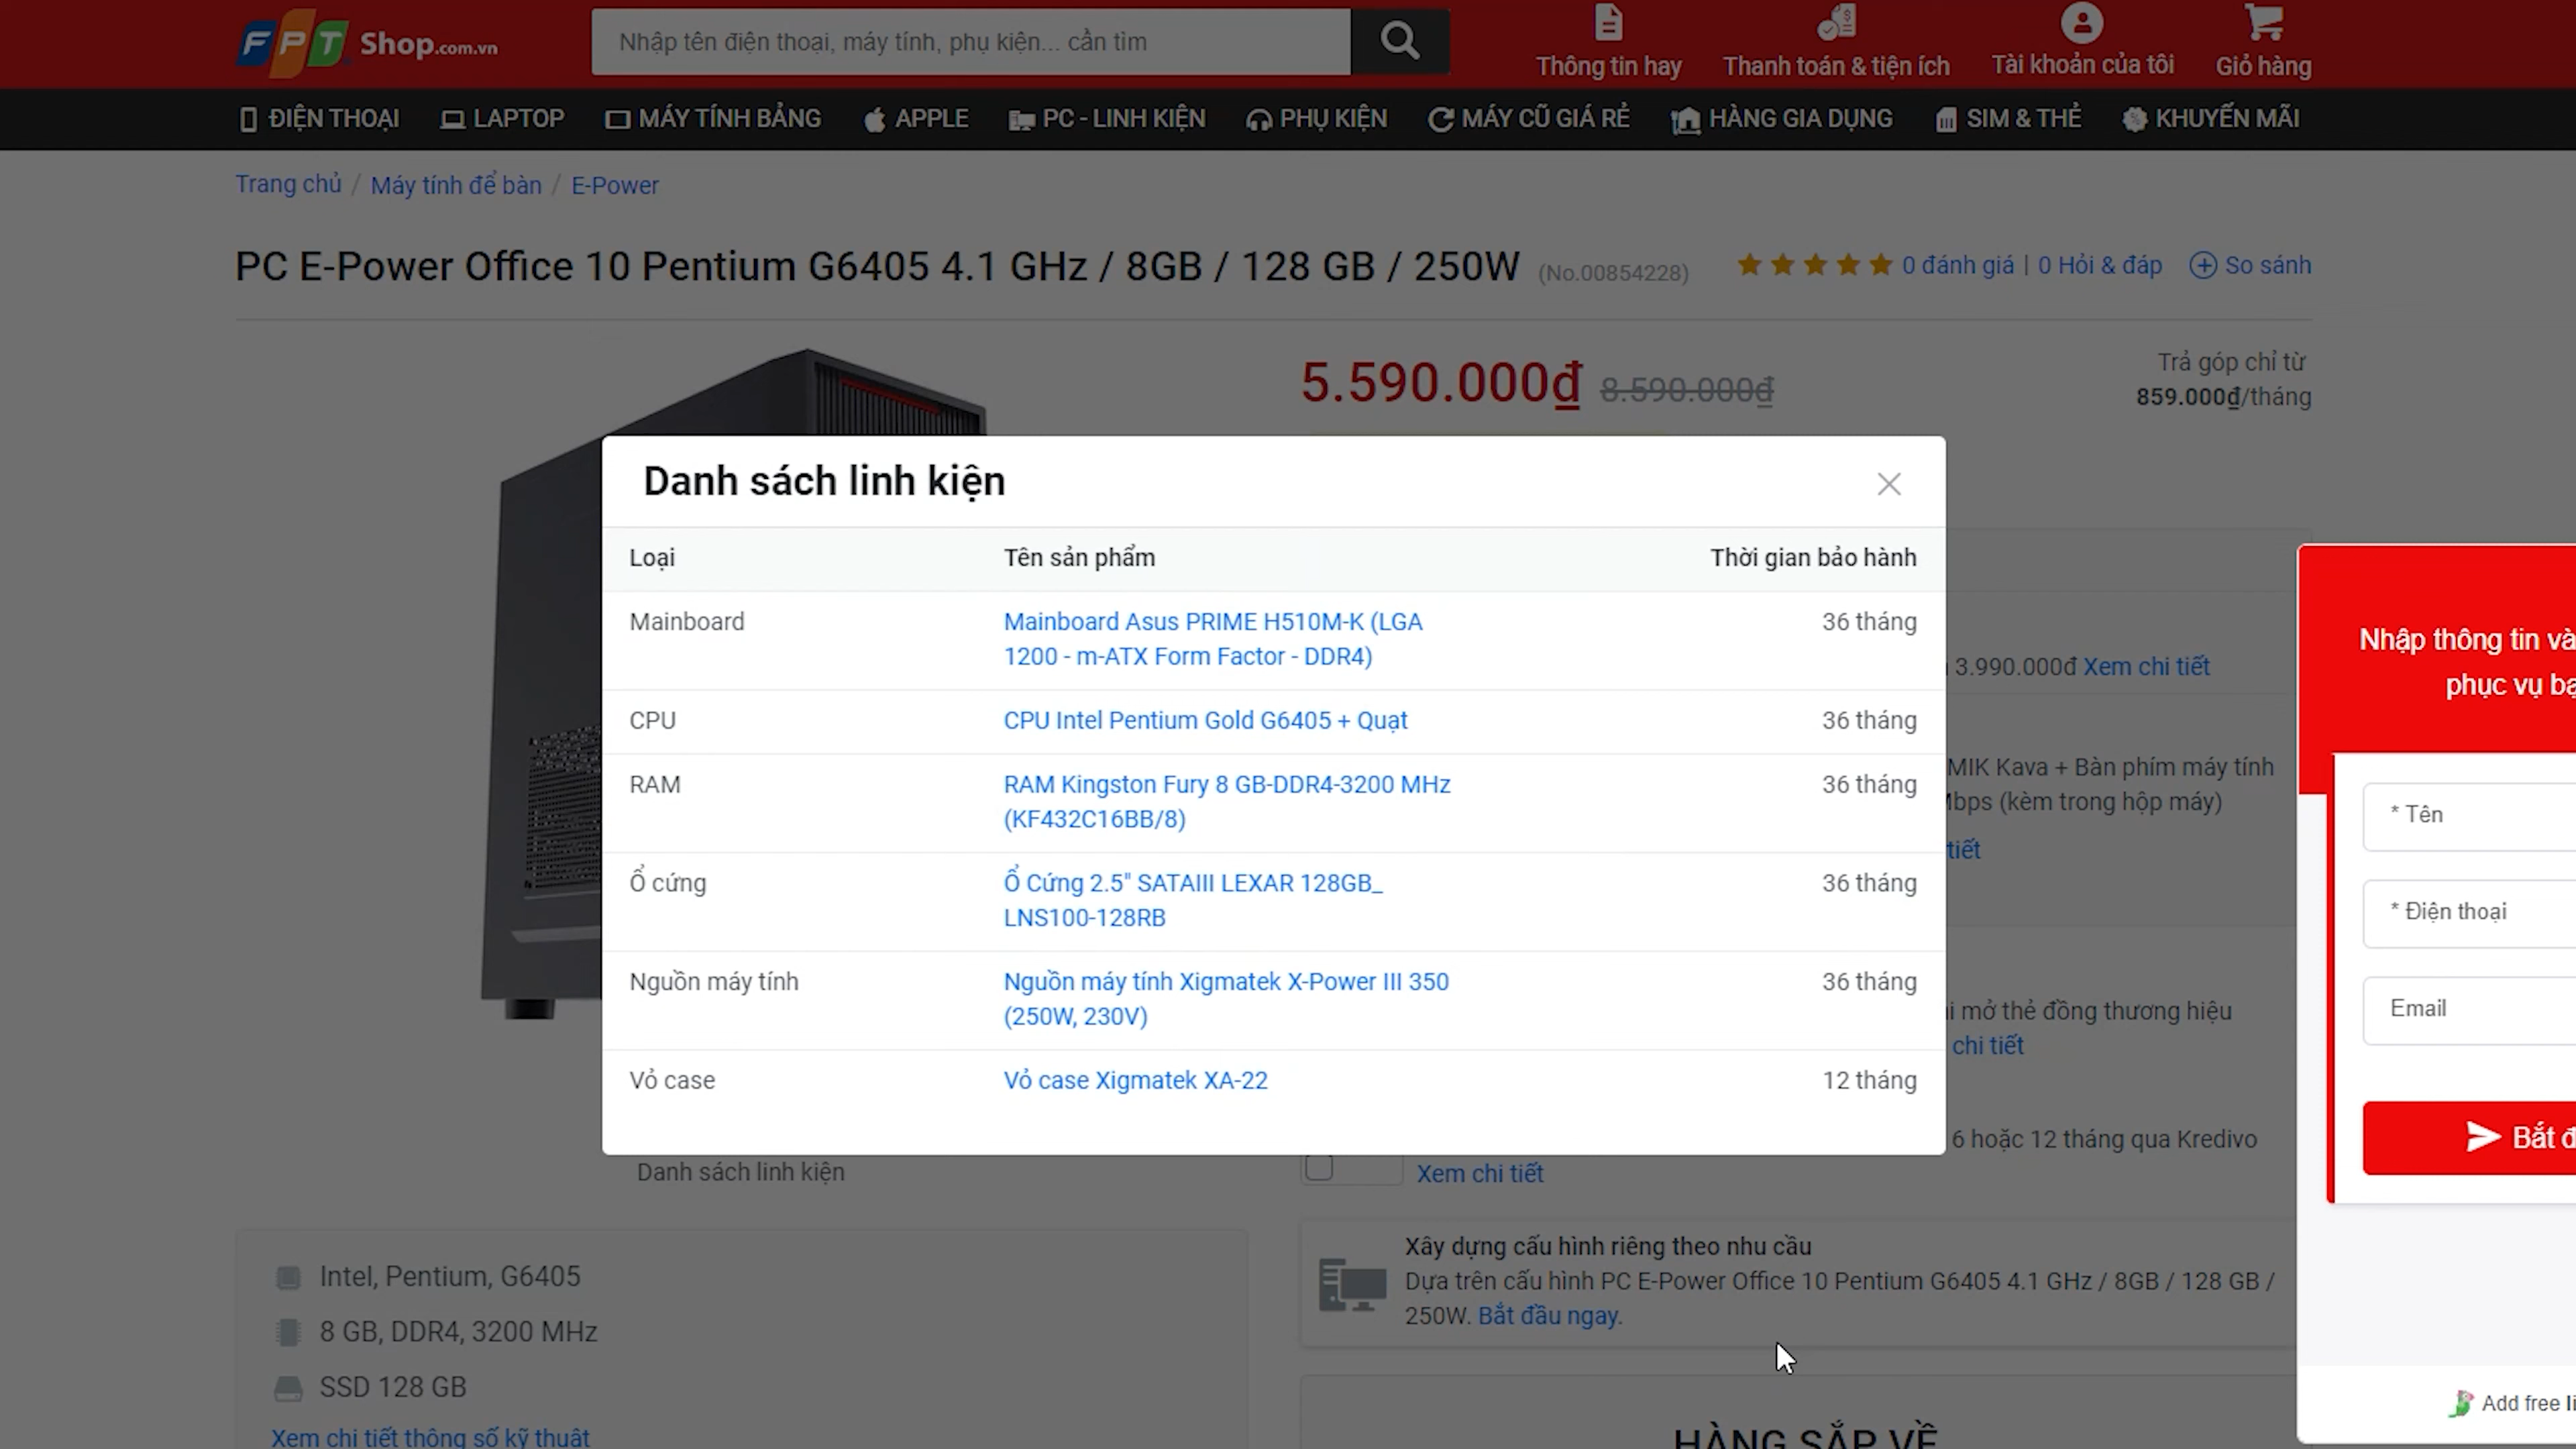 FPT Shop.com.vn
Nhập tên điện thoại, máy tính, phụ kiện... cần tìm
Thông tin hay
Thanh toán & tiện ích
Tài khoản của tôi
Giỏ hàng
ĐIỆN THOẠI
LAPTOP
MÁY TÍNH BẢNG
APPLE
PC - LINH KIỆN
PHỤ KIỆN
MÁY CŨ GIÁ RẺ
HÀNG GIA DỤNG
SIM & THẺ
KHUYẾN MÃI
Trang chủ / Máy tính để bàn / E-Power
PC E-Power Office 10 Pentium G6405 4.1 GHz / 8GB / 128 GB / 250W (No.00854228)
0 đánh giá | 0 Hỏi & đáp
So sánh
5.590.000₫ 8.590.000₫
Trả góp chỉ từ
859.000₫/tháng
Danh sách linh kiện
Loại
Tên sản phẩm
Thời gian bảo hành
Mainboard
Mainboard Asus PRIME H510M-K (LGA
1200 - m-ATX Form Factor - DDR4)
36 tháng
CPU
CPU Intel Pentium Gold G6405 + Quạt
36 tháng
RAM
RAM Kingston Fury 8 GB-DDR4-3200 MHz
(KF432C16BB/8)
36 tháng
Ổ cứng
Ổ Cứng 2.5" SATAIII LEXAR 128GB_
LNS100-128RB
36 tháng
Nguồn máy tính
Nguồn máy tính Xigmatek X-Power III 350
(250W, 230V)
36 tháng
Vỏ case
Vỏ case Xigmatek XA-22
12 tháng
3.990.000đ Xem chi tiết
MIK Kava + Bàn phím máy tính
(kèm trong hộp máy)
tiết
mở thẻ đồng thương hiệu
chi tiết
6 hoặc 12 tháng qua Kredivo
Xem chi tiết
Danh sách linh kiện
Intel, Pentium, G6405
8 GB, DDR4, 3200 MHz
SSD 128 GB
Xem chi tiết thông số kỹ thuật
Xây dựng cấu hình riêng theo nhu cầu
Dựa trên cấu hình PC E-Power Office 10 Pentium G6405 4.1 GHz / 8GB / 128 GB /
250W. Bắt đầu ngay.
HÀNG SẮP VỀ
Nhập thông tin và
phục vụ
* Tên
* Điện thoại
Email
Bắt
Add free